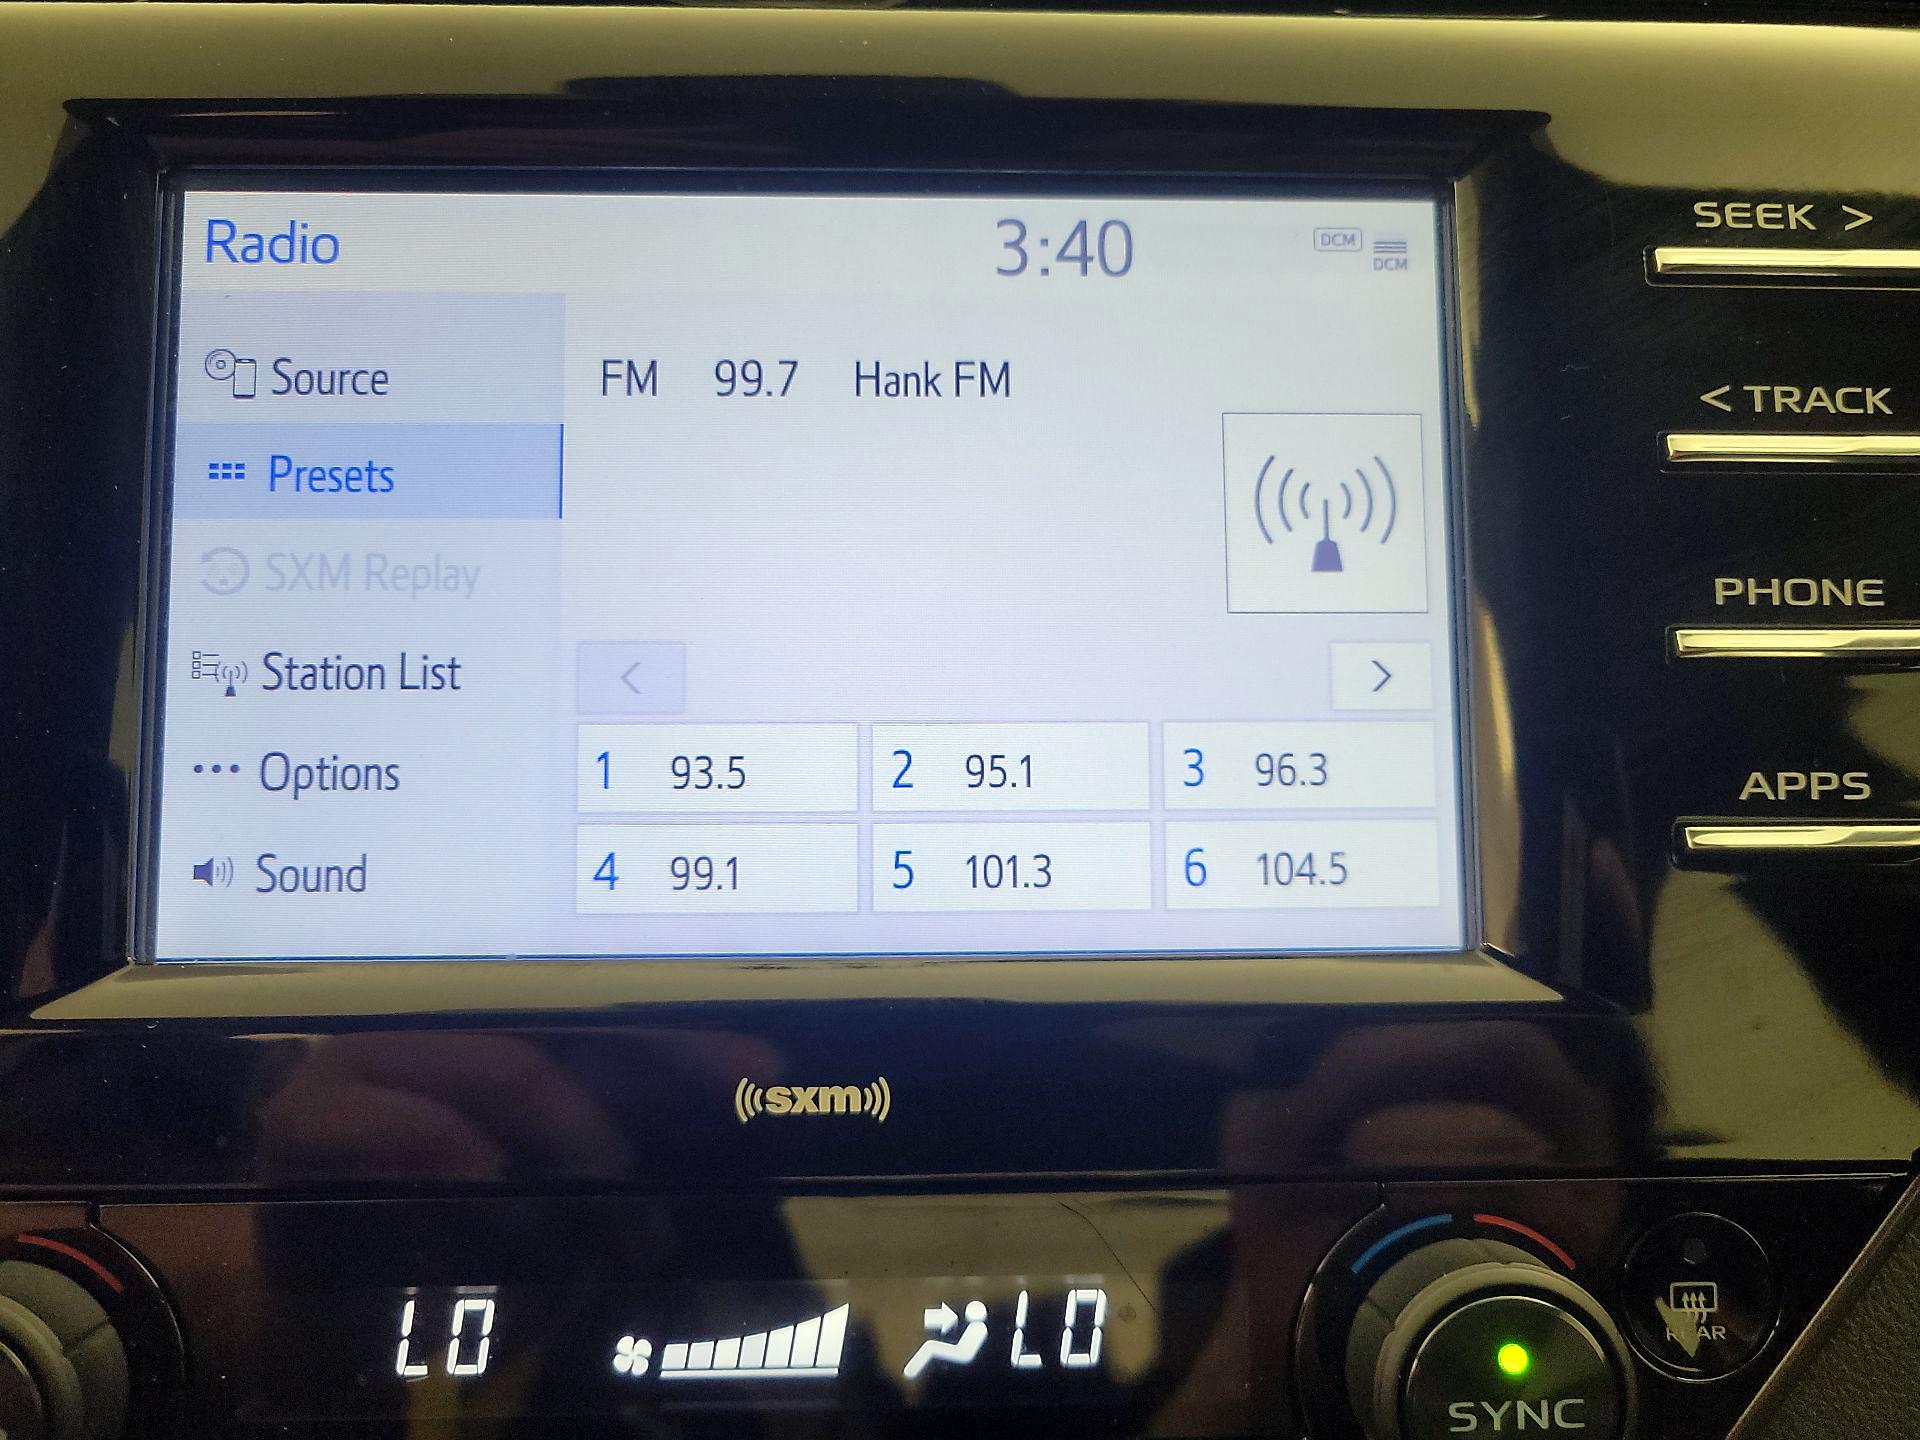 Radio
3:40
DCM
DCM
SEEK >
Source
FM 99.7 Hank FM
< TRACK
Presets
SXM Replay
PHONE
Station List
<
>
APPS
Options
1 93.5
2 95.1
3 96.3
Sound
4 99.1
5 101.3
6 104.5
sxm
LO
LO
REAR
SYNC